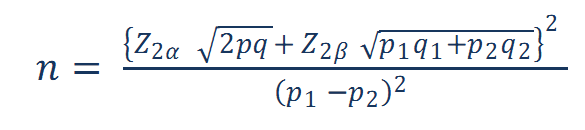 n = {Z₂α √2pq + Z₂β √p₁q₁+p₂q₂}² / (p₁ −p₂)²